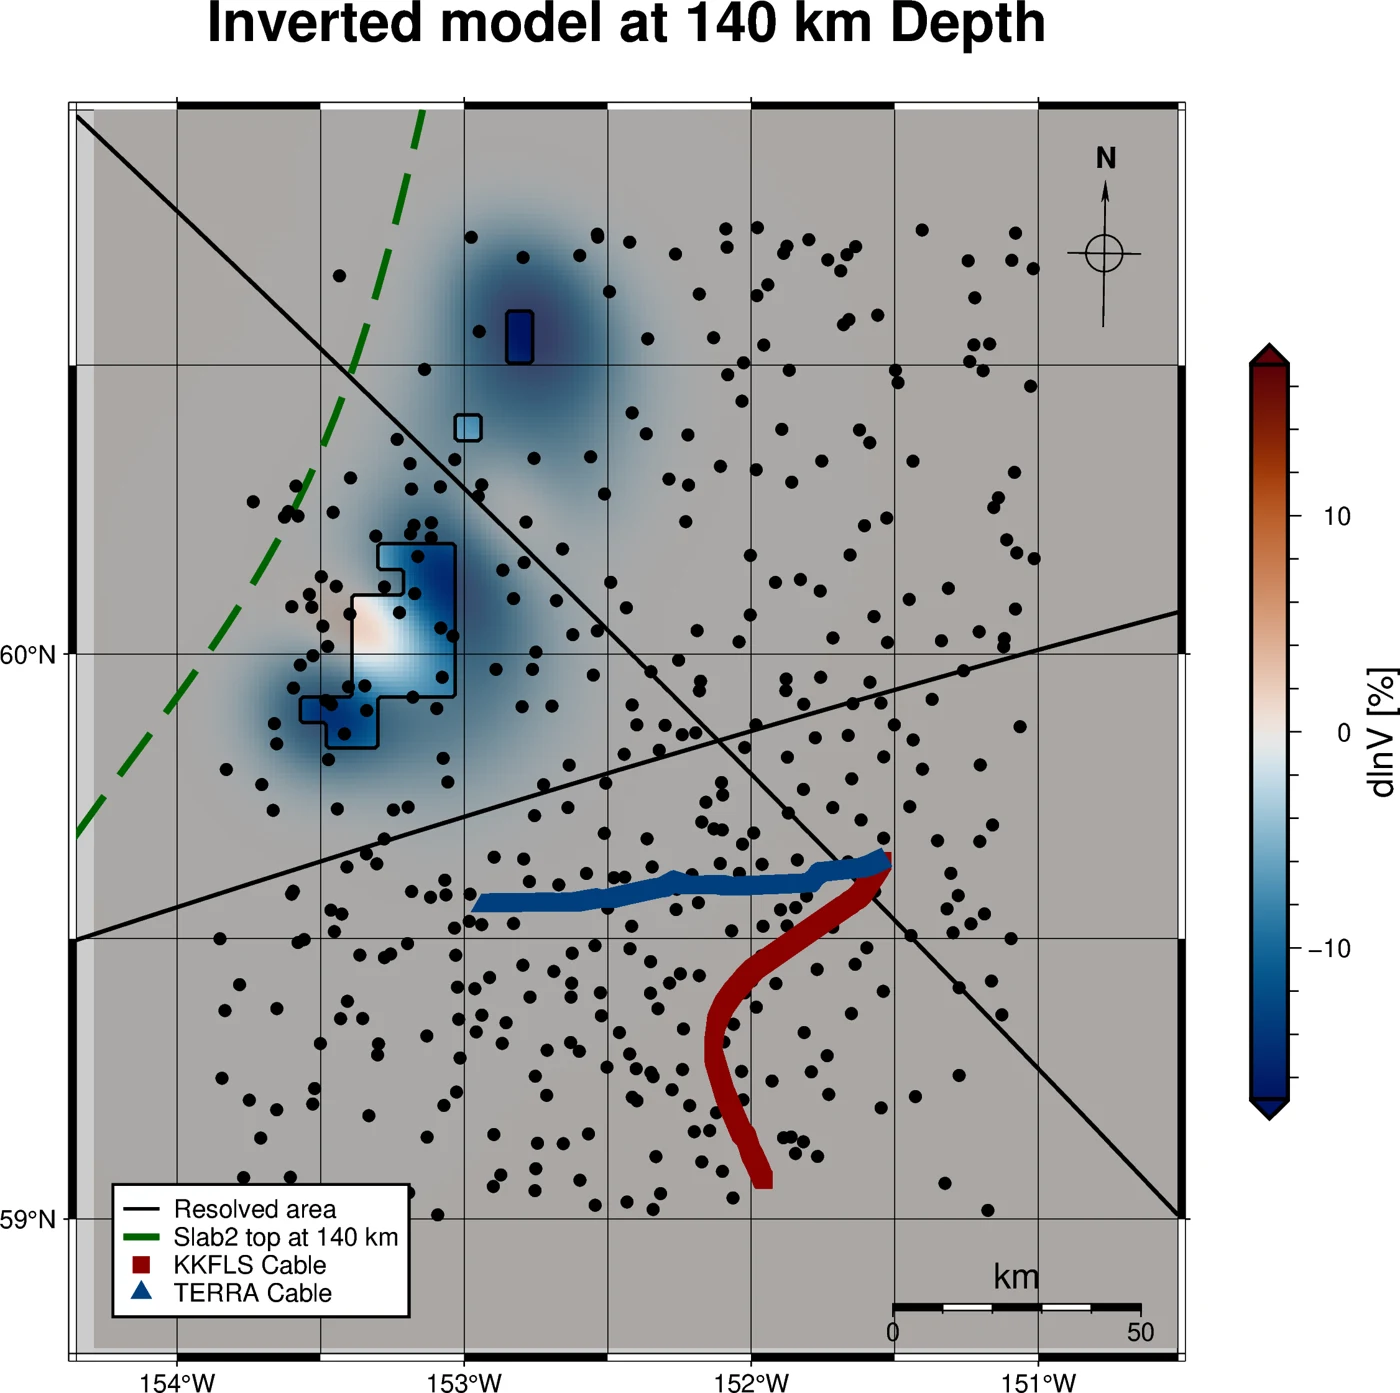 Inverted model at 140 km Depth
N
10
0
−10
dlnV [%]
60°N
59°N
Resolved area
Slab2 top at 140 km
KKFLS Cable
TERRA Cable
km
0
50
154°W
153°W
152°W
151°W